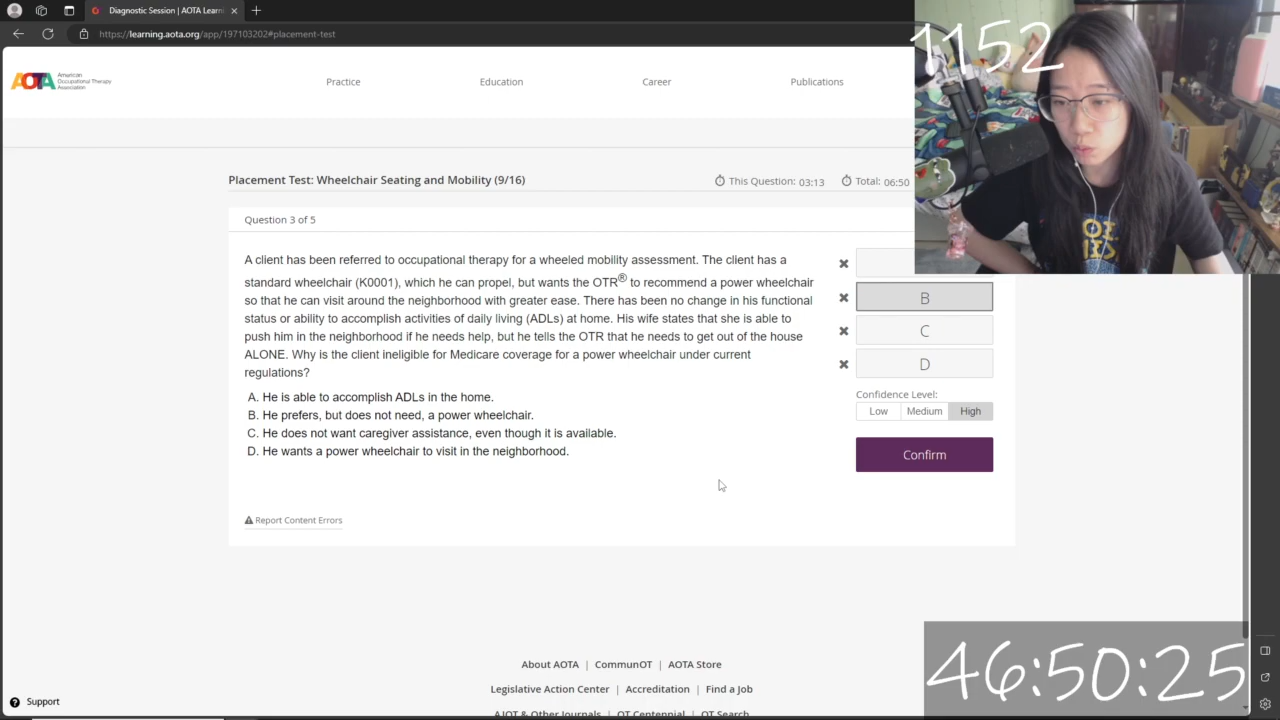 Diagnostic Session | AOTA Learn
https://learning.aota.org/app/197103202#placement-test
1152
AOTA
American
Occupational Therapy
Association
Practice
Education
Career
Publications
Placement Test: Wheelchair Seating and Mobility (9/16)
This Question: 03:13
Total: 06:50
Question 3 of 5
A client has been referred to occupational therapy for a wheeled mobility assessment. The client has a
standard wheelchair (K0001), which he can propel, but wants the OTR® to recommend a power wheelchair
so that he can visit around the neighborhood with greater ease. There has been no change in his functional
status or ability to accomplish activities of daily living (ADLs) at home. His wife states that she is able to
push him in the neighborhood if he needs help, but he tells the OTR that he needs to get out of the house
ALONE. Why is the client ineligible for Medicare coverage for a power wheelchair under current
regulations?
A. He is able to accomplish ADLs in the home.
B. He prefers, but does not need, a power wheelchair.
C. He does not want caregiver assistance, even though it is available.
D. He wants a power wheelchair to visit in the neighborhood.
B
C
D
Confidence Level:
Low
Medium
High
Confirm
Report Content Errors
About AOTA | CommunOT | AOTA Store
Legislative Action Center | Accreditation | Find a Job
AJOT & Other Journals | OT Centennial | OT Search
Support
46:50:25